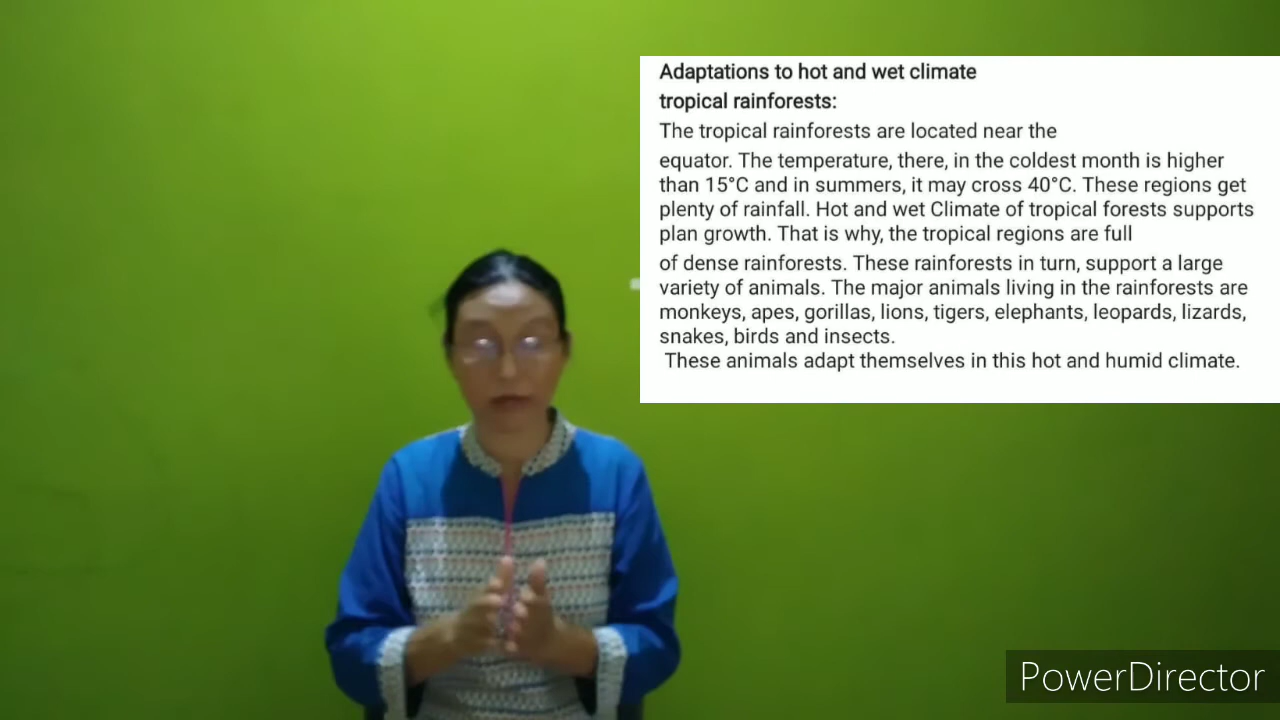 Adaptations to hot and wet climate
tropical rainforests:
The tropical rainforests are located near the
equator. The temperature, there, in the coldest month is higher
than 15°C and in summers, it may cross 40°C. These regions get
plenty of rainfall. Hot and wet Climate of tropical forests supports
plan growth. That is why, the tropical regions are full
of dense rainforests. These rainforests in turn, support a large
variety of animals. The major animals living in the rainforests are
monkeys, apes, gorillas, lions, tigers, elephants, leopards, lizards,
snakes, birds and insects.
These animals adapt themselves in this hot and humid climate.
PowerDirector